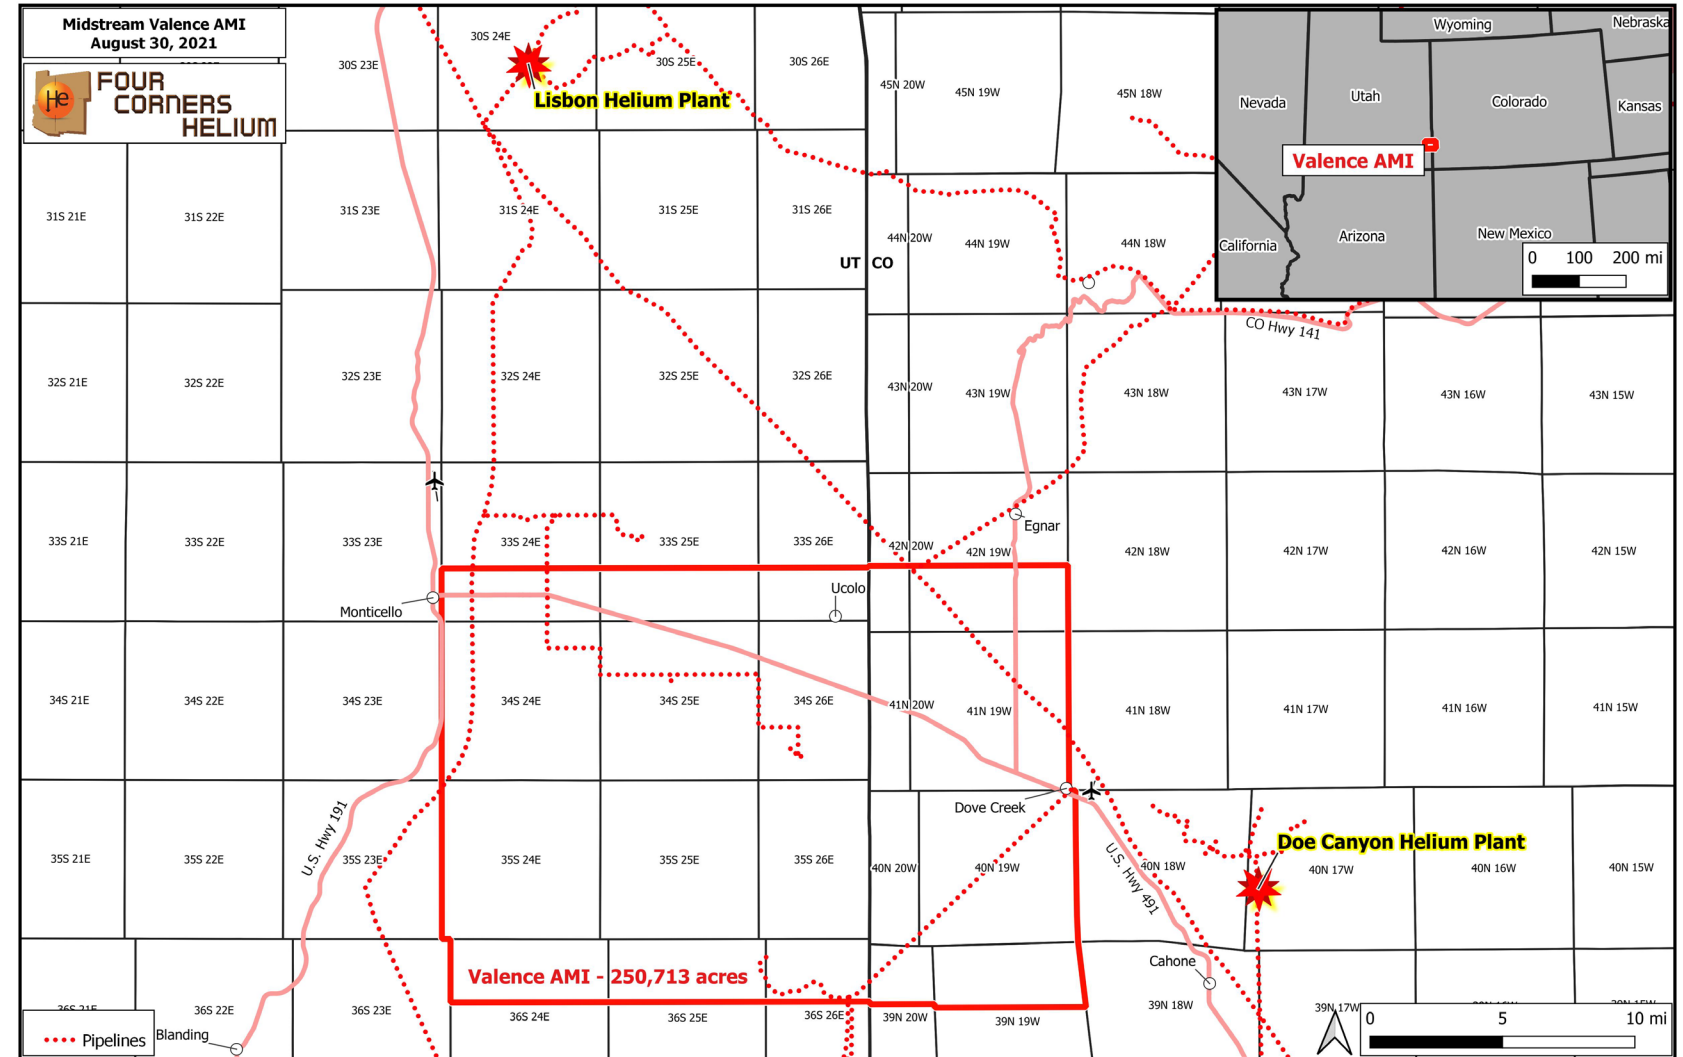 Midstream Valence AMI
August 30, 2021
He
FOUR
CORNERS
HELIUM
30S 23E
30S 24E
30S 25E
30S 26E
45N 20W
45N 19W
45N 18W
Lisbon Helium Plant
Wyoming
Nebraska
Nevada
Utah
Colorado
Kansas
Valence AMI
California
Arizona
New Mexico
0 100 200 mi
31S 21E
31S 22E
31S 23E
31S 24E
31S 25E
31S 26E
44N 20W
44N 19W
44N 18W
UT CO
CO Hwy 141
32S 21E
32S 22E
32S 23E
32S 24E
32S 25E
32S 26E
43N 20W
43N 19W
43N 18W
43N 17W
43N 16W
43N 15W
Egnar
33S 21E
33S 22E
33S 23E
33S 24E
33S 25E
33S 26E
42N 20W
42N 19W
42N 18W
42N 17W
42N 16W
42N 15W
Monticello
Ucolo
34S 21E
34S 22E
34S 23E
34S 24E
34S 25E
34S 26E
41N 20W
41N 19W
41N 18W
41N 17W
41N 16W
41N 15W
Dove Creek
U.S. Hwy 191
U.S. Hwy 491
Doe Canyon Helium Plant
35S 21E
35S 22E
35S 23E
35S 24E
35S 25E
35S 26E
40N 20W
40N 19W
40N 18W
40N 17W
40N 16W
40N 15W
Valence AMI - 250,713 acres
Cahone
36S 21E
36S 22E
36S 23E
36S 24E
36S 25E
36S 26E
39N 20W
39N 19W
39N 18W
39N 17W
Pipelines
Blanding
0 5 10 mi